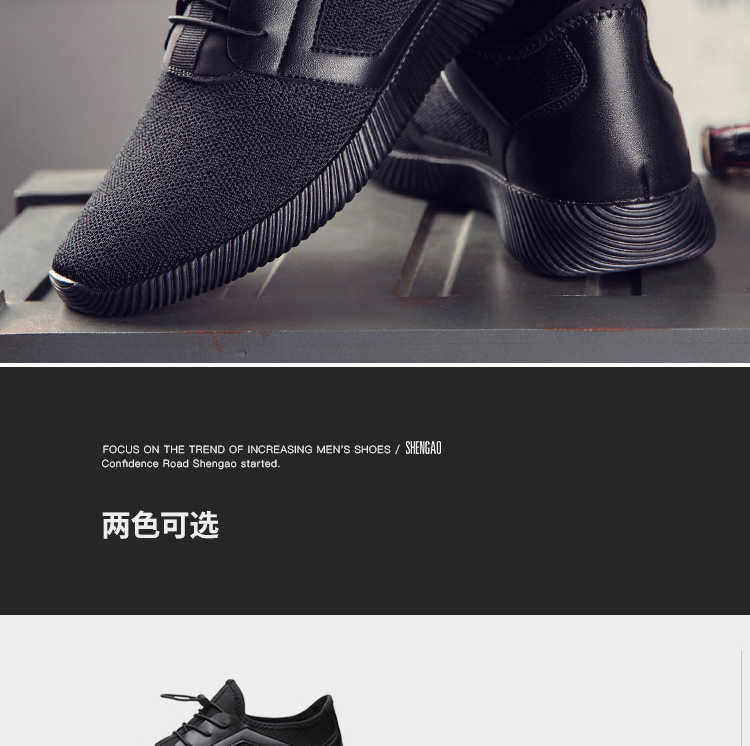 FOCUS ON THE TREND OF INCREASING MEN'S SHOES / SHENGAO
Confidence Road Shengao started.
两色可选